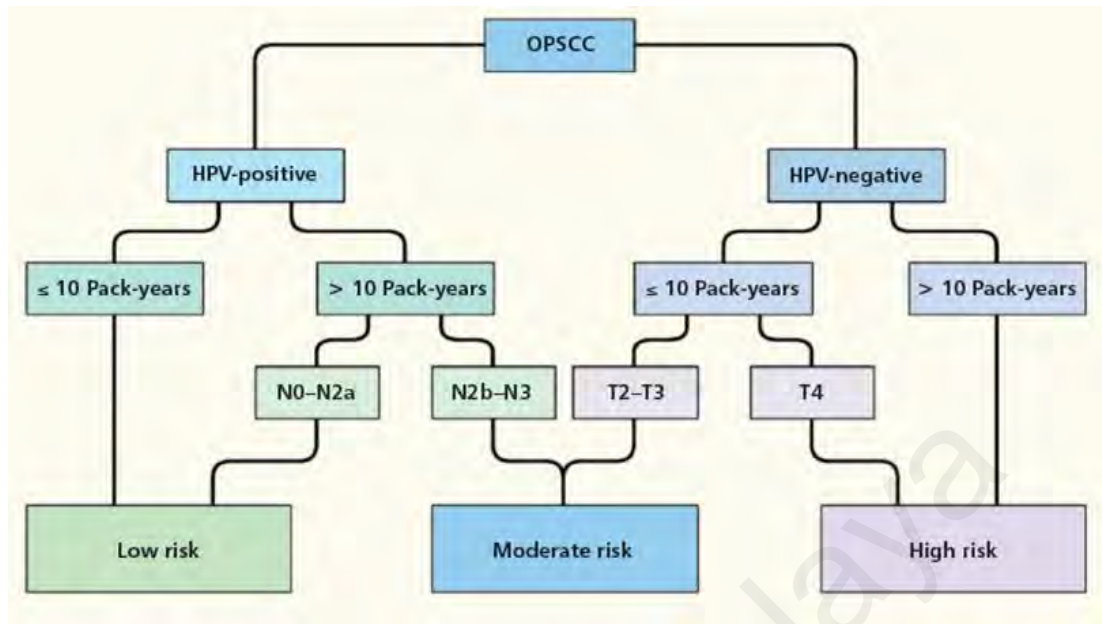 OPSCC
HPV-positive
HPV-negative
≤ 10 Pack-years
> 10 Pack-years
≤ 10 Pack-years
> 10 Pack-years
N0–N2a
N2b–N3
T2–T3
T4
Low risk
Moderate risk
High risk
laya